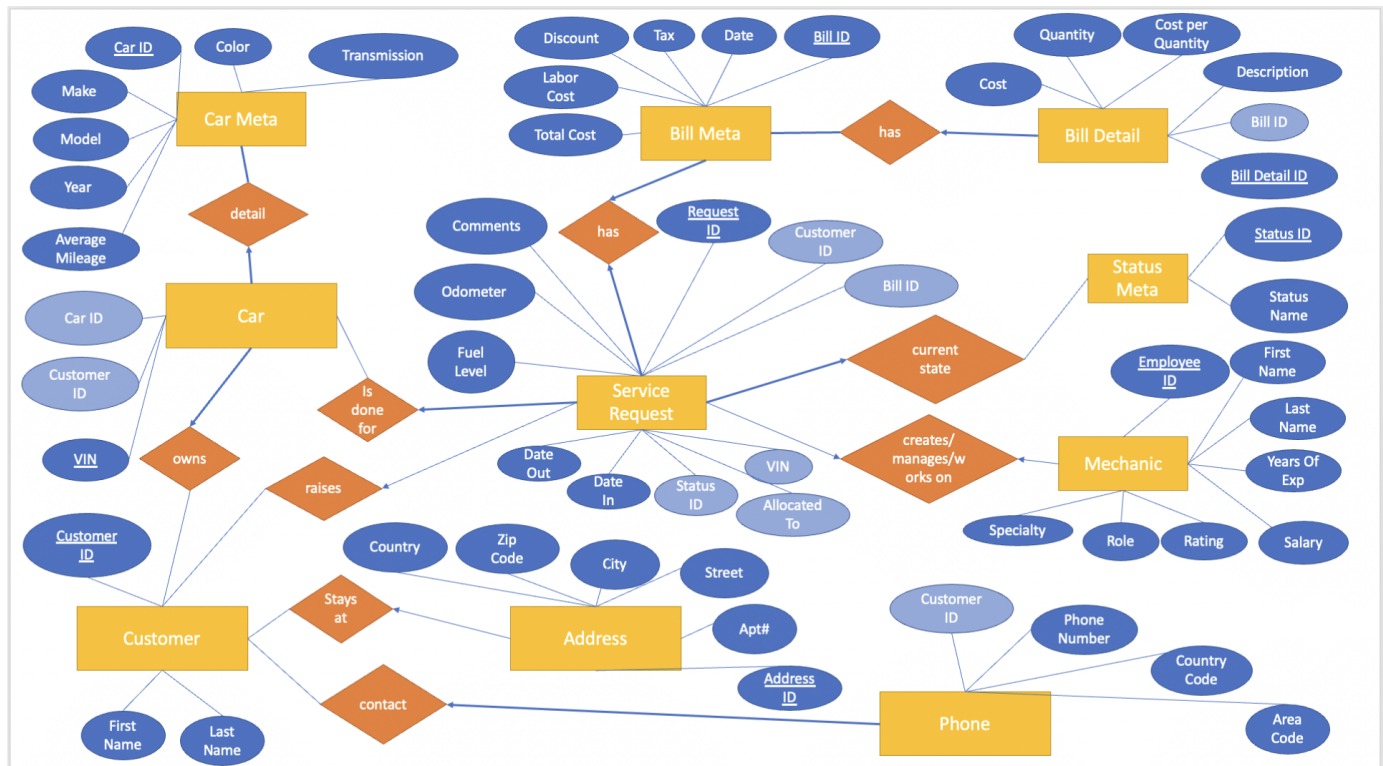 Car ID
Color
Transmission
Make
Car Meta
Model
Year
detail
Average
Mileage
Car ID
Car
Customer
ID
Is
done
for
VIN
owns
raises
Customer
ID
Customer
First
Name
Last
Name
Discount
Tax
Date
Bill ID
Labor
Cost
Total Cost
Bill Meta
has
Quantity
Cost per
Quantity
Cost
Description
Bill Detail
Bill ID
Bill Detail ID
Comments
has
Request
ID
Customer
ID
Odometer
Bill ID
Fuel
Level
Service
Request
current
state
Status
Meta
Status ID
Status
Name
Date
Out
Date
In
Status
ID
VIN
Allocated
To
creates/
manages/w
orks on
Employee
ID
First
Name
Last
Name
Mechanic
Years Of
Exp
Specialty
Role
Rating
Salary
Country
Zip
Code
City
Street
Stays
at
Address
Apt#
Address
ID
contact
Customer
ID
Phone
Number
Country
Code
Phone
Area
Code